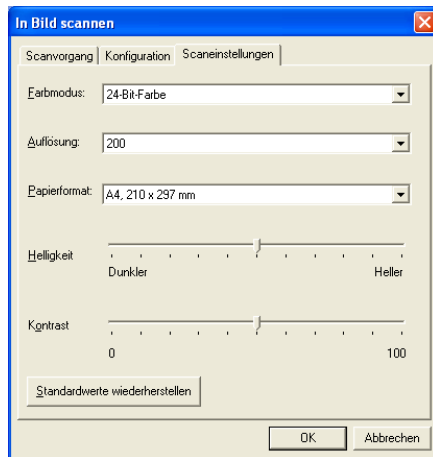 In Bild scannen
Scanvorgang Konfiguration Scaneinstellungen
Farbmodus: 24-Bit-Farbe
Auflösung: 200
Papierformat: A4, 210 x 297 mm
Helligkeit
Dunkler Heller
Kontrast
0 100
Standardwerte wiederherstellen
OK Abbrechen